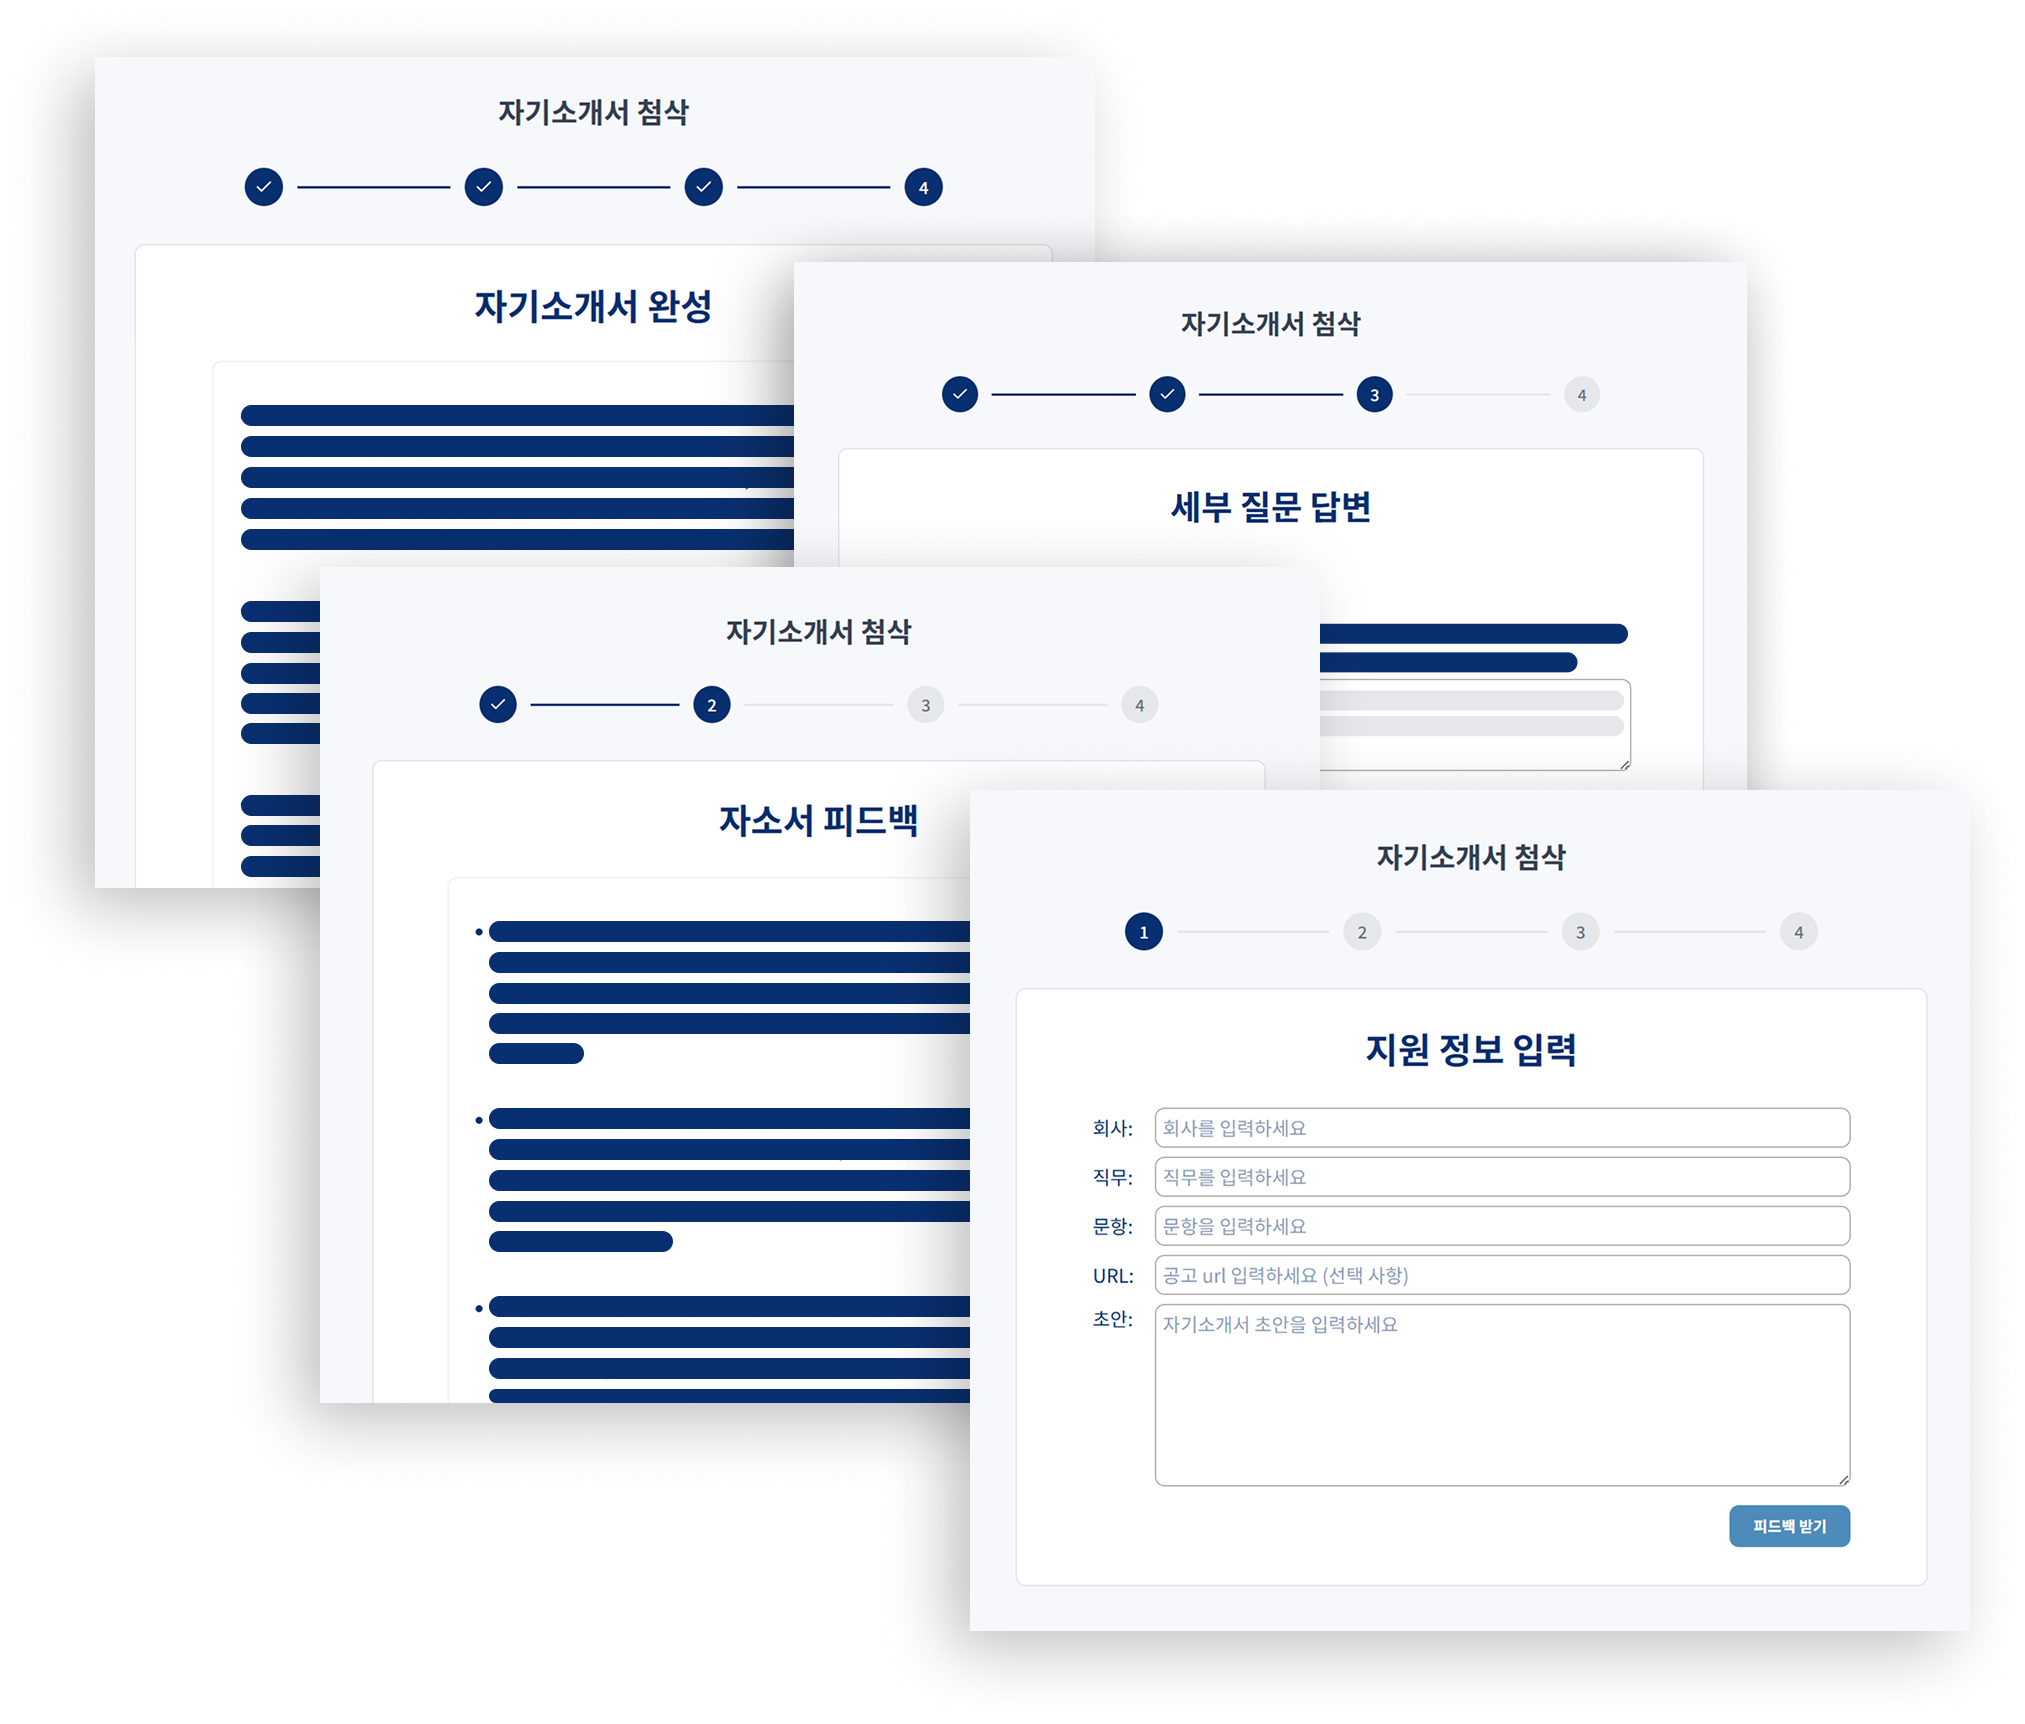 자기소개서 첨삭
4
자기소개서 완성
자기소개서 첨삭
3
4
세부 질문 답변
자기소개서 첨삭
2
3
4
자소서 피드백
자기소개서 첨삭
1
2
3
4
지원 정보 입력
회사: 회사를 입력하세요
직무: 직무를 입력하세요
문항: 문항을 입력하세요
URL: 공고 url 입력하세요 (선택 사항)
초안: 자기소개서 초안을 입력하세요
피드백 받기